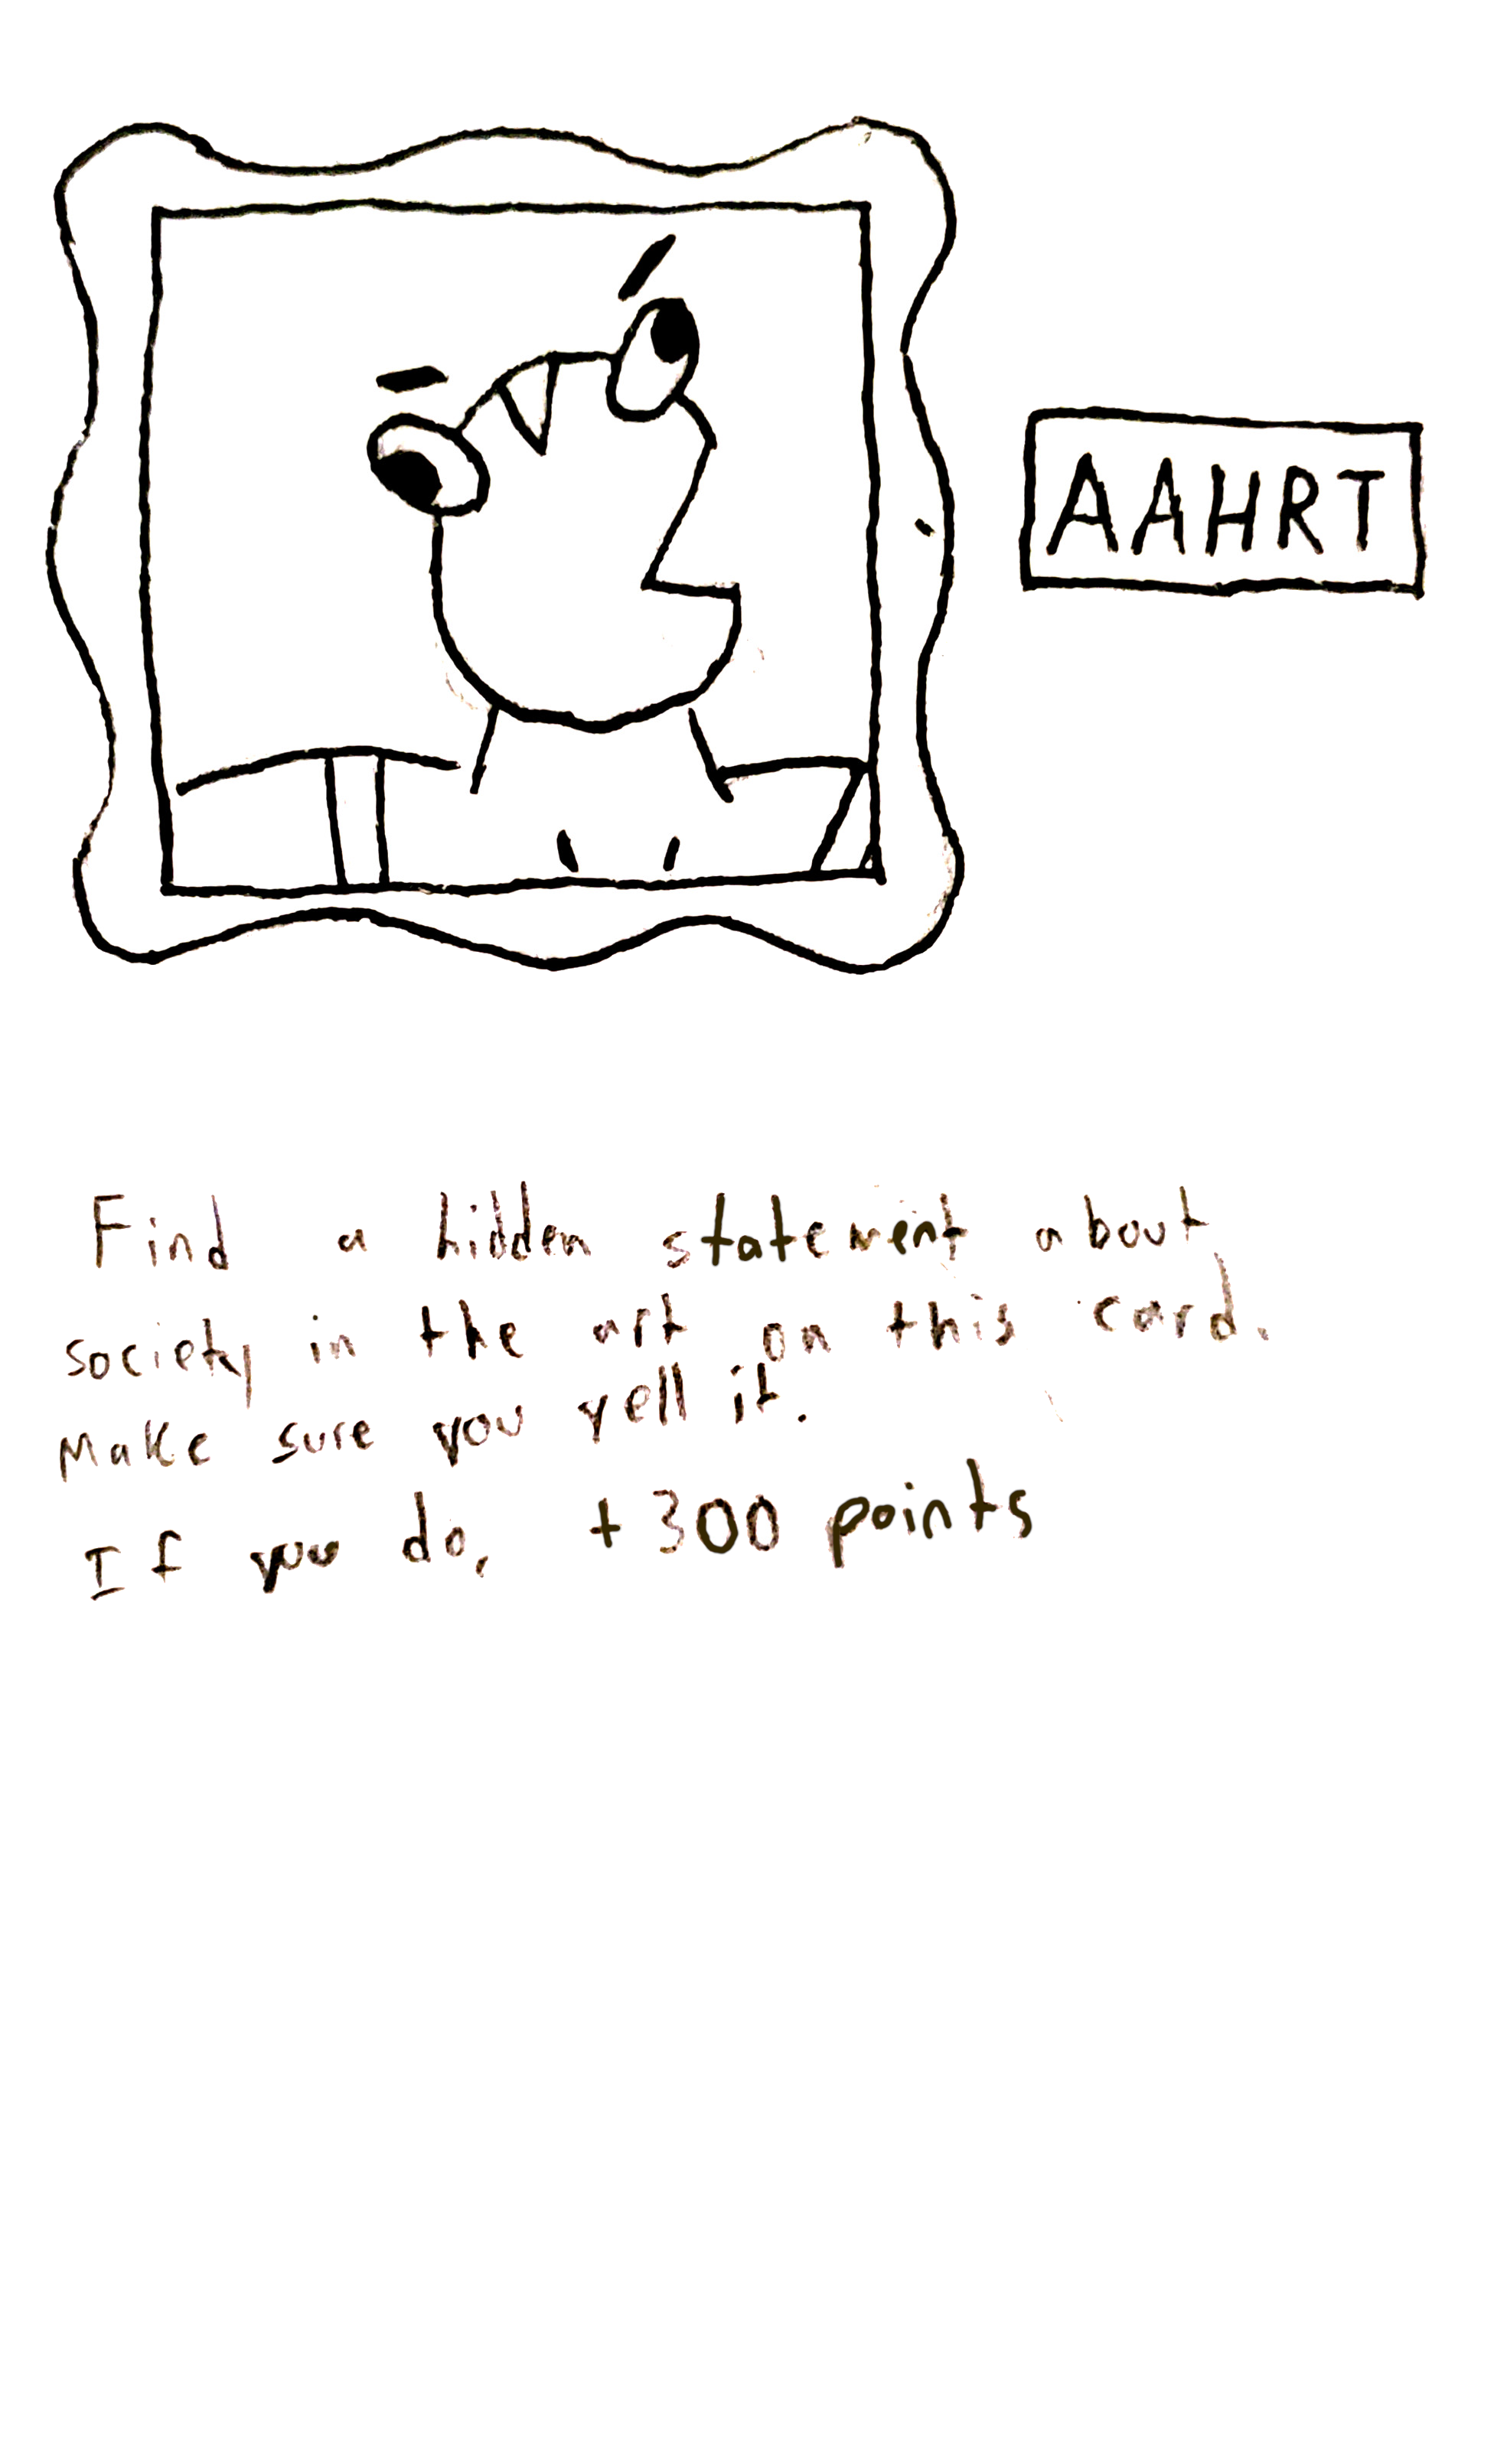 AAHRT
Find a hidden statement about
society in the art on this card.
Make sure you yell it.
If you do, +300 points